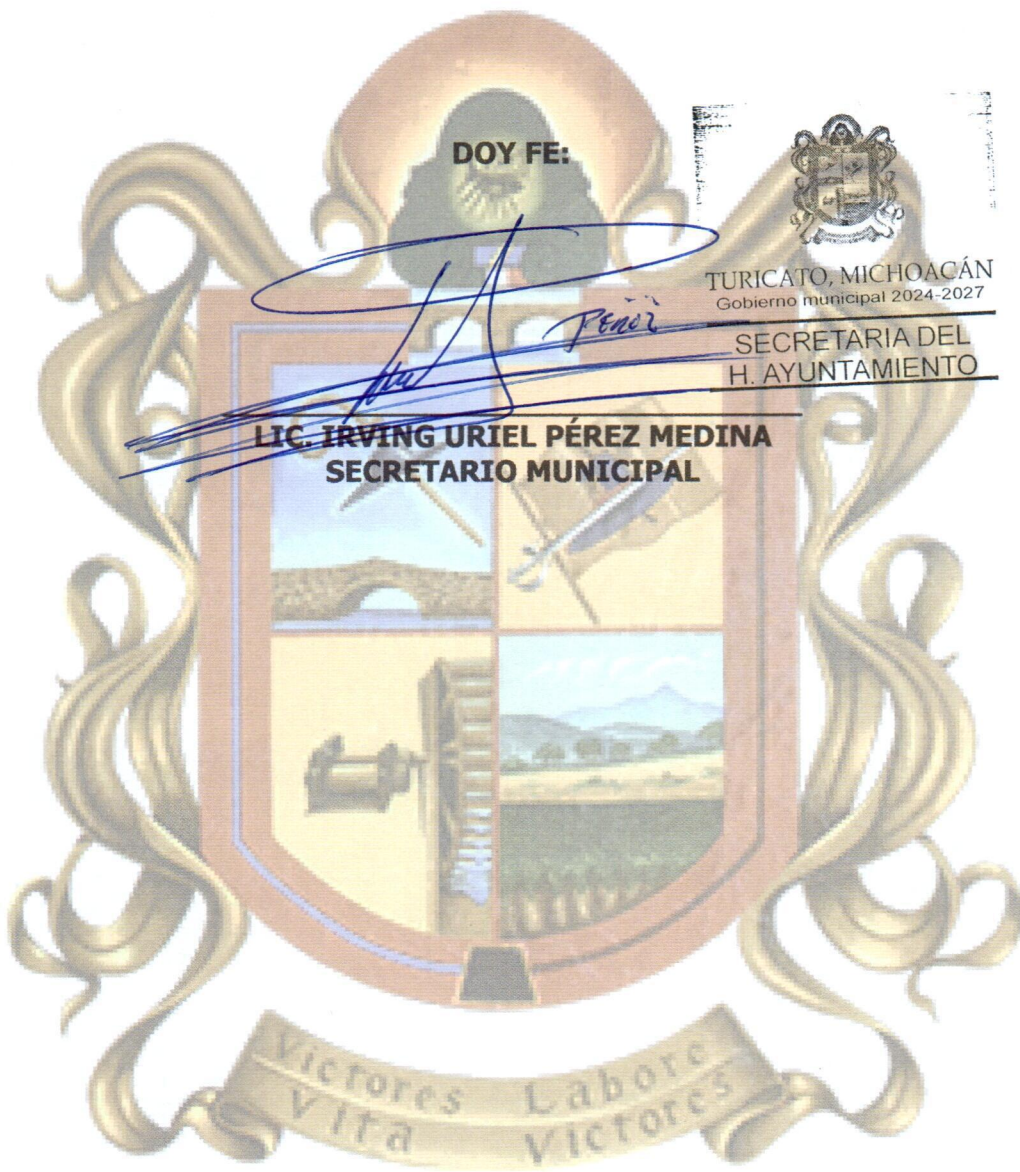 DOY FE:
TURICATO, MICHOACÁN
Gobierno municipal 2024-2027
SECRETARIA DEL
H. AYUNTAMIENTO
LIC. IRVING URIEL PÉREZ MEDINA
SECRETARIO MUNICIPAL
Victores Labore
Vita Victores